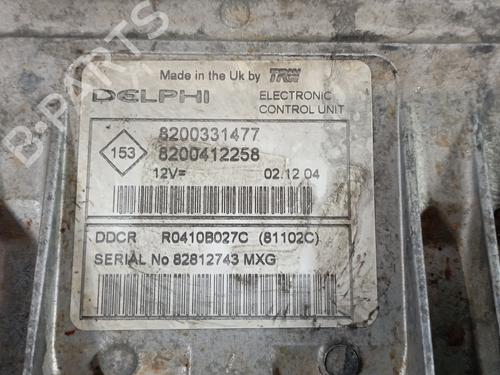 Made in the Uk by TRW
DELPHI ELECTRONIC
CONTROL UNIT
8200331477
153 8200412258
12V= 02.12 04
DDCR R0410B027C (81102C)
SERIAL No 82812743 MXG